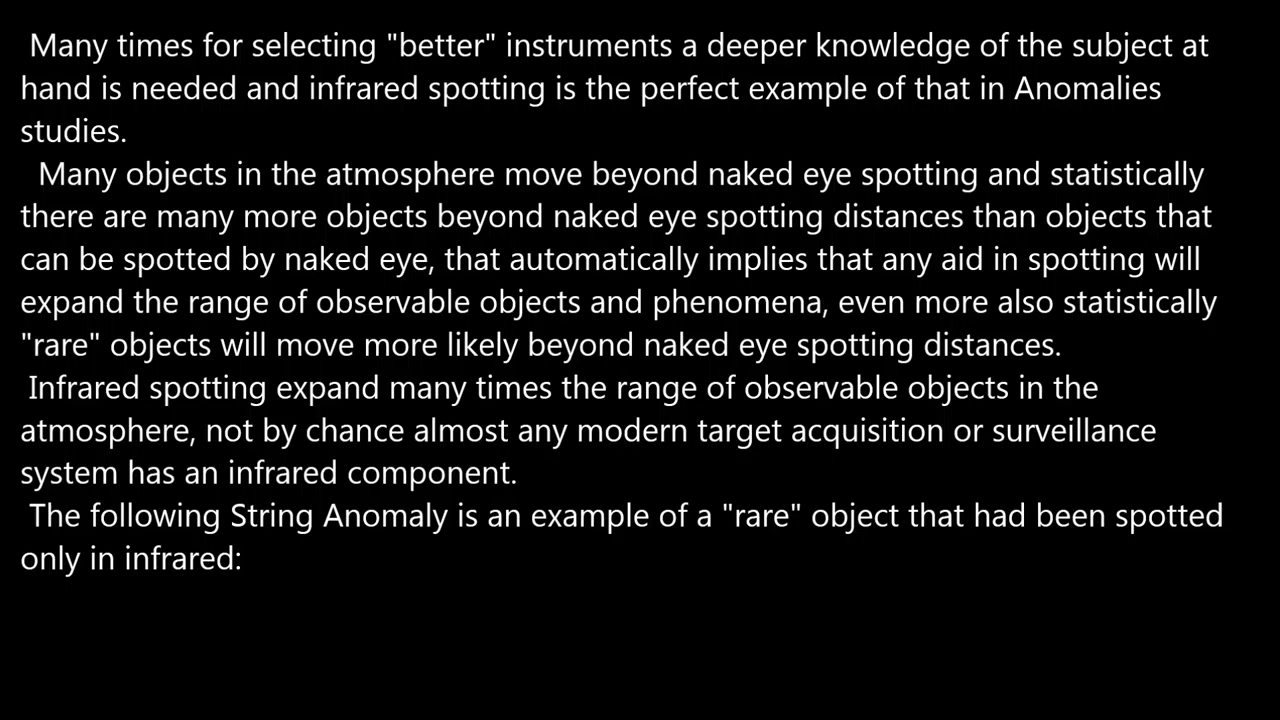 Many times for selecting "better" instruments a deeper knowledge of the subject at
hand is needed and infrared spotting is the perfect example of that in Anomalies
studies.
Many objects in the atmosphere move beyond naked eye spotting and statistically
there are many more objects beyond naked eye spotting distances than objects that
can be spotted by naked eye, that automatically implies that any aid in spotting will
expand the range of observable objects and phenomena, even more also statistically
"rare" objects will move more likely beyond naked eye spotting distances.
Infrared spotting expand many times the range of observable objects in the
atmosphere, not by chance almost any modern target acquisition or surveillance
system has an infrared component.
The following String Anomaly is an example of a "rare" object that had been spotted
only in infrared: